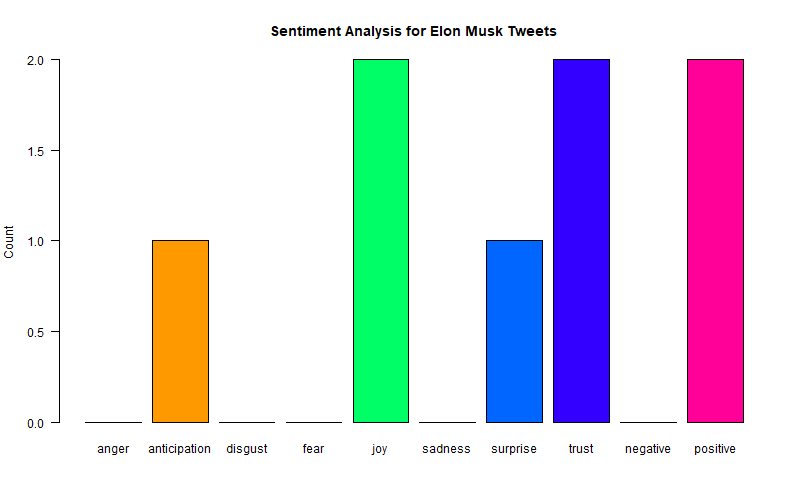 Sentiment Analysis for Elon Musk Tweets
Count
2.0
1.5
1.0
0.5
0.0
anger anticipation disgust fear joy sadness surprise trust negative positive